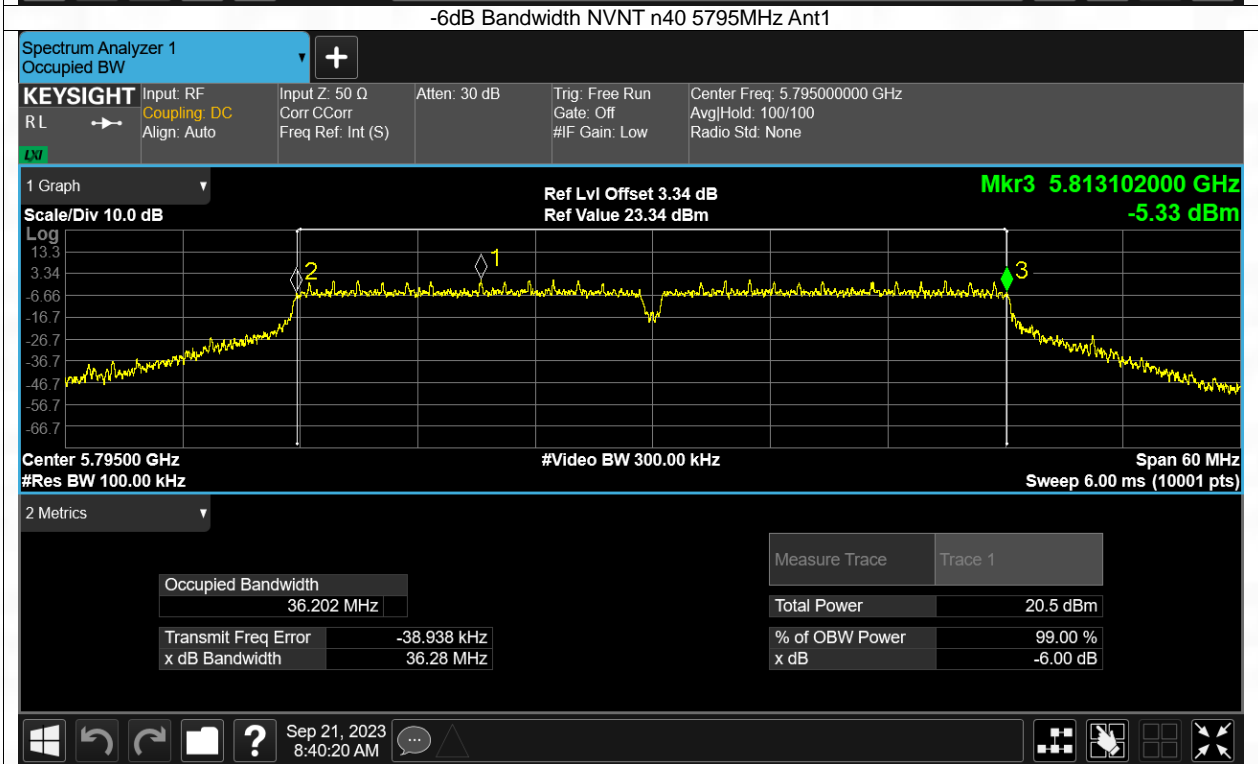 -6dB Bandwidth NVNT n40 5795MHz Ant1
Spectrum Analyzer 1
Occupied BW
KEYSIGHT
R L
LXI
Input: RF
Coupling: DC
Align: Auto
Input Z: 50 Ω
Corr CCorr
Freq Ref: Int (S)
Atten: 30 dB
Trig: Free Run
Gate: Off
#IF Gain: Low
Center Freq: 5.795000000 GHz
Avg|Hold: 100/100
Radio Std: None
1 Graph
Scale/Div 10.0 dB
Ref Lvl Offset 3.34 dB
Ref Value 23.34 dBm
Mkr3 5.813102000 GHz
-5.33 dBm
Log
13.3
3.34
-6.66
-16.7
-26.7
-36.7
-46.7
-56.7
-66.7
2
1
3
Center 5.79500 GHz
#Res BW 100.00 kHz
#Video BW 300.00 kHz
Span 60 MHz
Sweep 6.00 ms (10001 pts)
2 Metrics
Measure Trace Trace 1
Occupied Bandwidth
36.202 MHz
Total Power 20.5 dBm
Transmit Freq Error -38.938 kHz
% of OBW Power 99.00 %
x dB Bandwidth 36.28 MHz
x dB -6.00 dB
?
Sep 21, 2023
8:40:20 AM